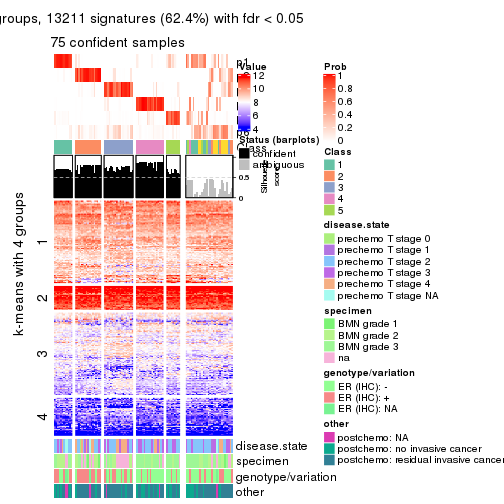 groups, 13211 signatures (62.4%) with fdr < 0.05
75 confident samples
p1
Value
12
10
8
6
4
Prob
1
0.8
0.6
0.4
0.2
0
Status (barplots)
confident
ambiguous
0.5
0
Class
1
2
3
4
5
k-means with 4 groups
1
2
3
4
disease.state
prechemo T stage 0
prechemo T stage 1
prechemo T stage 2
prechemo T stage 3
prechemo T stage 4
prechemo T stage NA
specimen
BMN grade 1
BMN grade 2
BMN grade 3
na
genotype/variation
ER (IHC): -
ER (IHC): +
ER (IHC): NA
other
postchemo: NA
postchemo: no invasive cancer
postchemo: residual invasive cancer
disease.state
specimen
genotype/variation
other